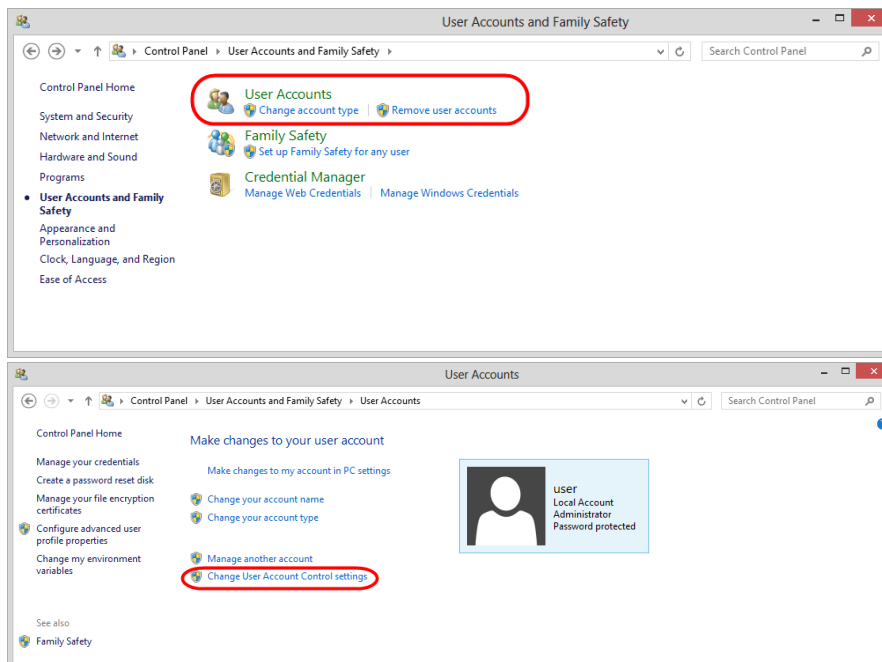 User Accounts and Family Safety
Control Panel User Accounts and Family Safety
Search Control Panel
Control Panel Home
System and Security
Network and Internet
Hardware and Sound
Programs
User Accounts and Family
Safety
Appearance and
Personalization
Clock, Language, and Region
Ease of Access
User Accounts
Change account type Remove user accounts
Family Safety
Set up Family Safety for any user
Credential Manager
Manage Web Credentials Manage Windows Credentials
User Accounts
Control Panel User Accounts and Family Safety User Accounts
Search Control Panel
Control Panel Home
Manage your credentials
Create a password reset disk
Manage your file encryption
certificates
Configure advanced user
profile properties
Change my environment
variables
See also
Family Safety
Make changes to your user account
Make changes to my account in PC settings
Change your account name
Change your account type
Manage another account
Change User Account Control settings
user
Local Account
Administrator
Password protected